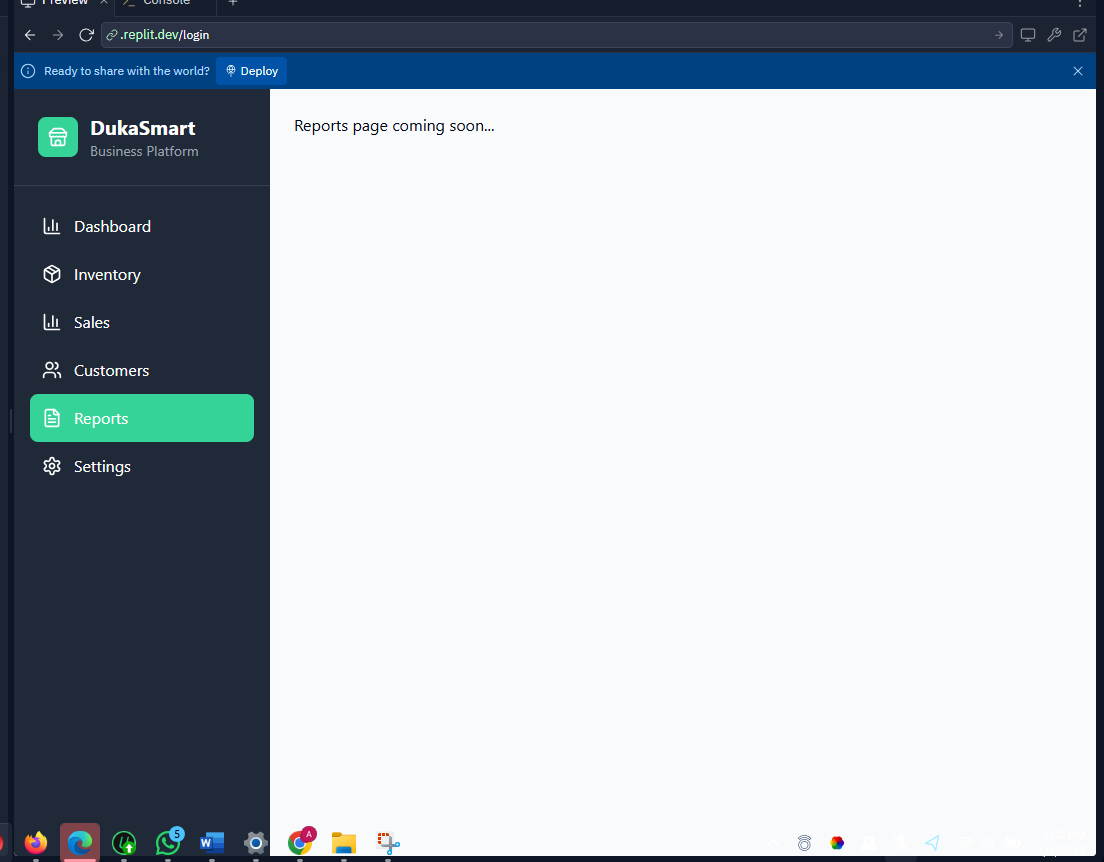 Preview
Console
.replit.dev/login
Ready to share with the world?
Deploy
DukaSmart
Business Platform
Reports page coming soon...
Dashboard
Inventory
Sales
Customers
Reports
Settings
5
W
A